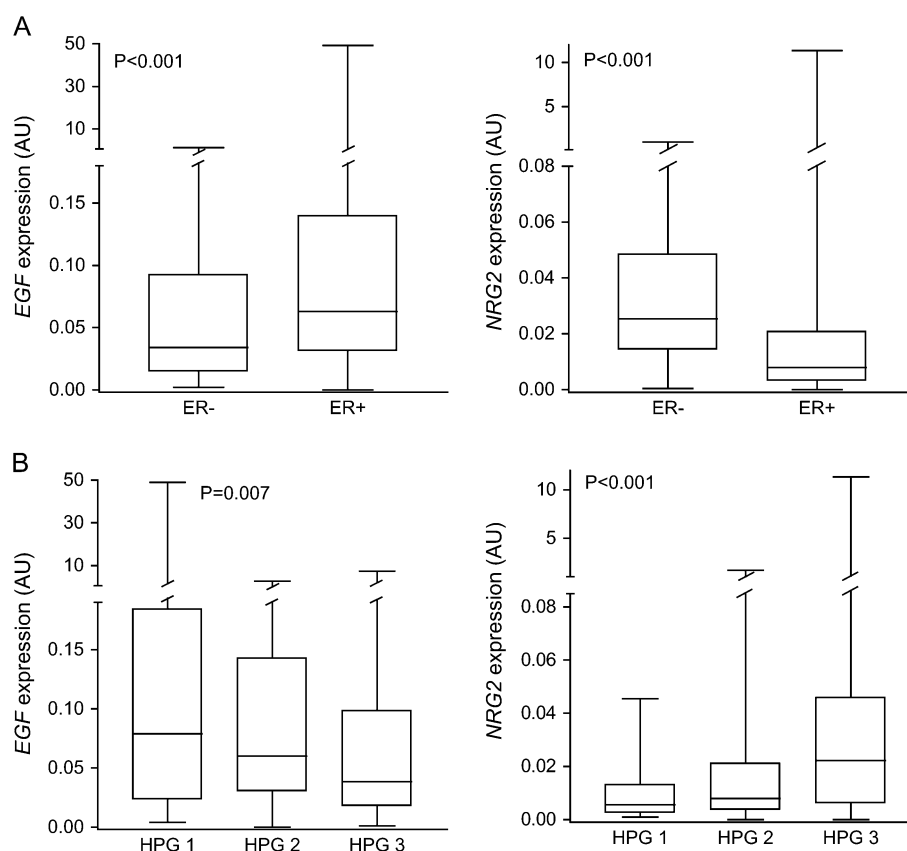 A
EGF expression (AU)
50
30
10
0.15
0.10
0.05
0.00
P<0.001
ER-
ER+
NRG2 expression (AU)
10
5
0.08
0.06
0.04
0.02
0.00
P<0.001
ER-
ER+
B
EGF expression (AU)
50
30
10
0.15
0.10
0.05
0.00
P=0.007
HPG 1
HPG 2
HPG 3
NRG2 expression (AU)
10
5
0.08
0.06
0.04
0.02
0.00
P<0.001
HPG 1
HPG 2
HPG 3